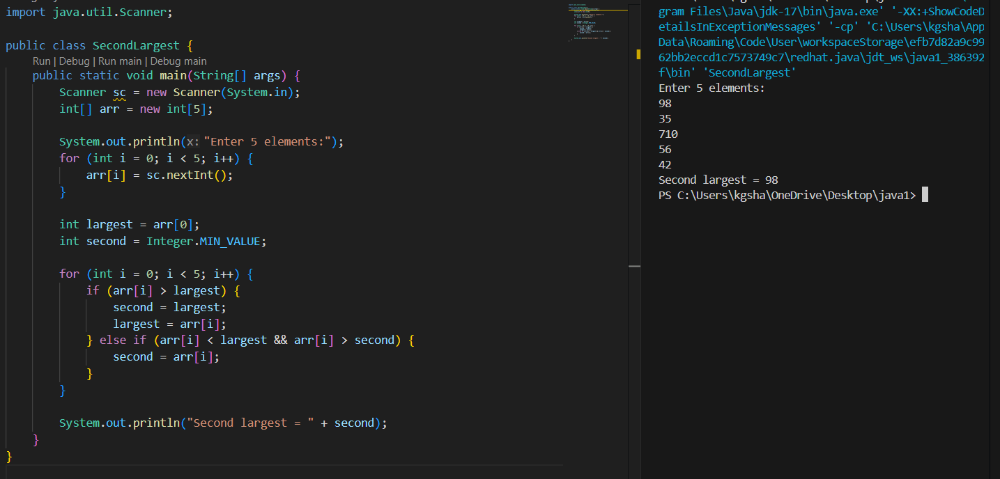 import java.util.Scanner;
public class SecondLargest {
Run | Debug | Run main | Debug main
public static void main(String[] args) {
Scanner sc = new Scanner(System.in);
int[] arr = new int[5];
System.out.println(x: "Enter 5 elements:");
for (int i = 0; i < 5; i++) {
arr[i] = sc.nextInt();
}
int largest = arr[0];
int second = Integer.MIN_VALUE;
for (int i = 0; i < 5; i++) {
if (arr[i] > largest) {
second = largest;
largest = arr[i];
} else if (arr[i] < largest && arr[i] > second) {
second = arr[i];
}
}
System.out.println("Second largest = " + second);
}
}
gram Files\Java\jdk-17\bin\java.exe' '-XX:+ShowCodeD
etailsInExceptionMessages' '-cp' 'C:\Users\kgsha\App
Data\Roaming\Code\User\workspaceStorage\efb7d82a9c99
62bb2eccd1c7573749c7\redhat.java\jdt_ws\java1_386392
f\bin' 'SecondLargest'
Enter 5 elements:
98
35
710
56
42
Second largest = 98
PS C:\Users\kgsha\OneDrive\Desktop\java1>